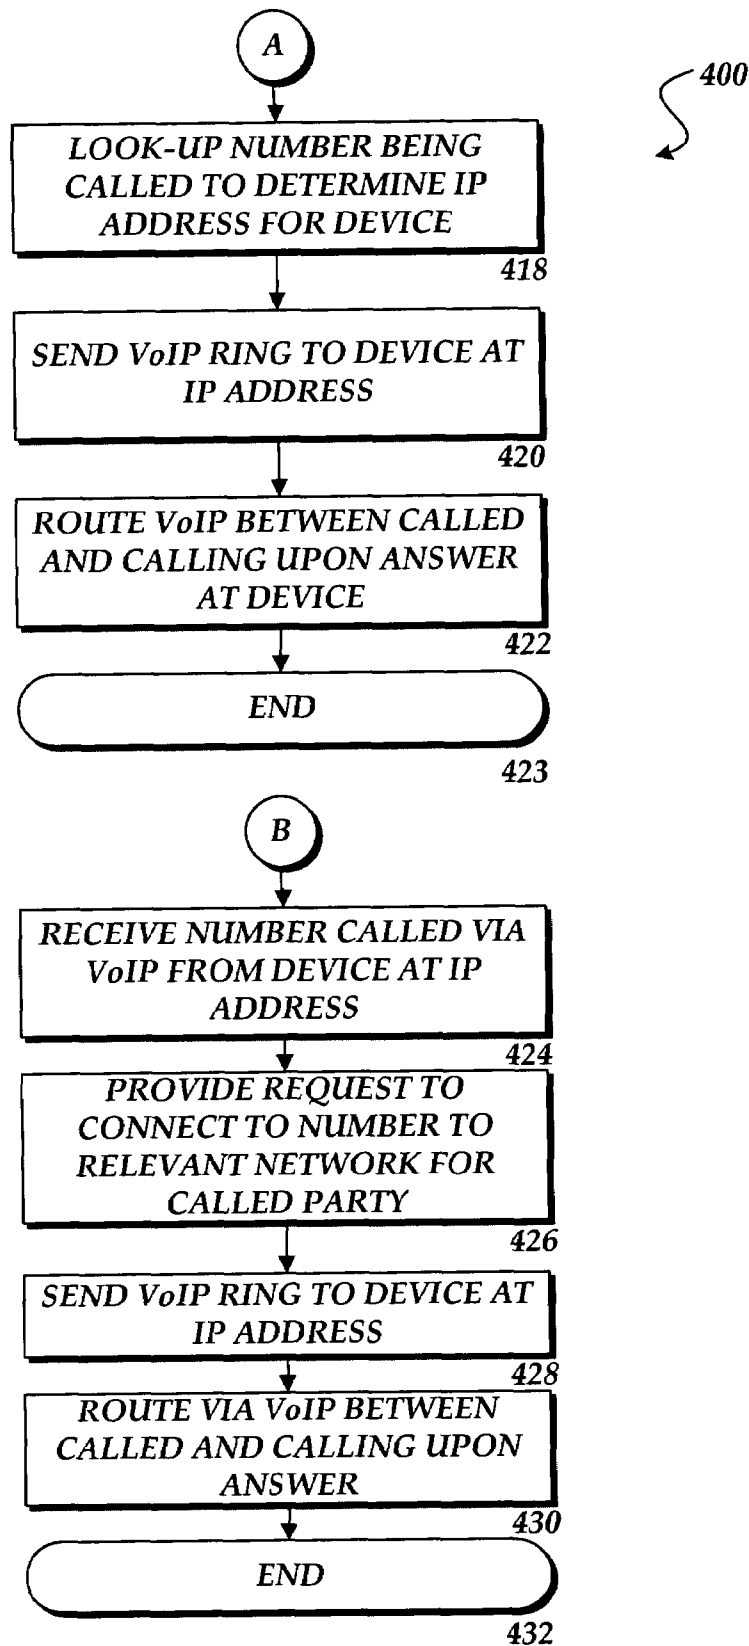 A
400
LOOK-UP NUMBER BEING
CALLED TO DETERMINE IP
ADDRESS FOR DEVICE
418
SEND VoIP RING TO DEVICE AT
IP ADDRESS
420
ROUTE VoIP BETWEEN CALLED
AND CALLING UPON ANSWER
AT DEVICE
422
END
423
B
RECEIVE NUMBER CALLED VIA
VoIP FROM DEVICE AT IP
ADDRESS
424
PROVIDE REQUEST TO
CONNECT TO NUMBER TO
RELEVANT NETWORK FOR
CALLED PARTY
426
SEND VoIP RING TO DEVICE AT
IP ADDRESS
428
ROUTE VIA VoIP BETWEEN
CALLED AND CALLING UPON
ANSWER
430
END
432